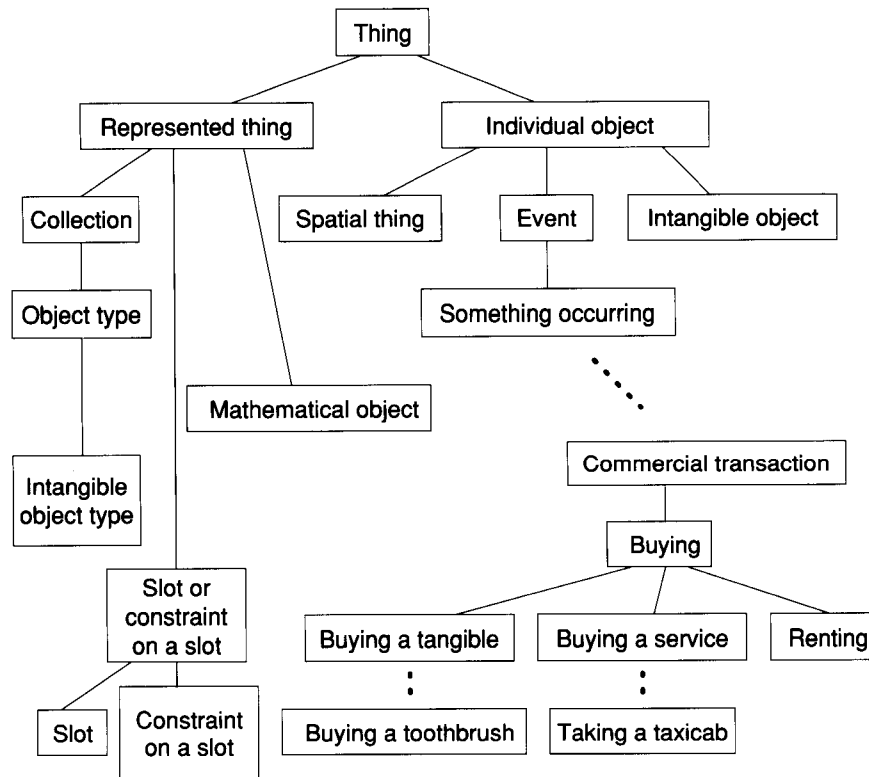 Thing
Represented thing
Individual object
Collection
Spatial thing
Event
Intangible object
Object type
Something occurring
Mathematical object
Commercial transaction
Intangible
object type
Buying
Slot or
constraint
on a slot
Buying a tangible
Buying a service
Renting
Slot
Constraint
on a slot
Buying a toothbrush
Taking a taxicab